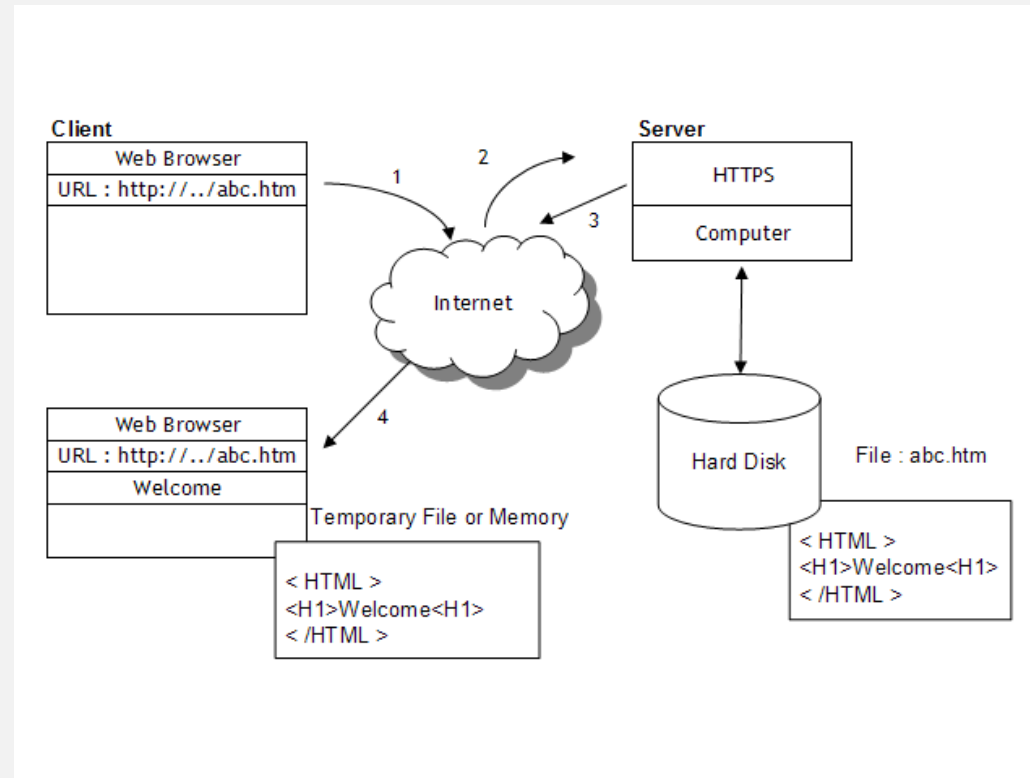 Client
Web Browser
URL : http://../abc.htm
1
2
3
Server
HTTPS
Computer
Internet
4
Web Browser
URL : http://../abc.htm
Welcome
Temporary File or Memory
< HTML >
<H1>Welcome<H1>
< /HTML >
Hard Disk
File : abc.htm
< HTML >
<H1>Welcome<H1>
< /HTML >